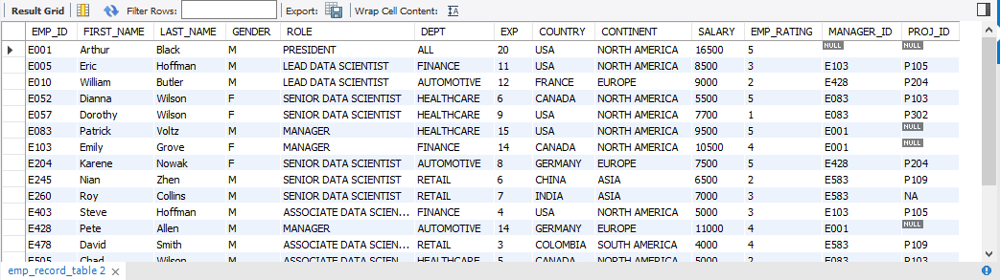 Result Grid Filter Rows: Export: Wrap Cell Content: IA
EMP_ID FIRST_NAME LAST_NAME GENDER ROLE DEPT EXP COUNTRY CONTINENT SALARY EMP_RATING MANAGER_ID PROJ_ID
E001 Arthur Black M PRESIDENT ALL 20 USA NORTH AMERICA 16500 5 NULL NULL
E005 Eric Hoffman M LEAD DATA SCIENTIST FINANCE 11 USA NORTH AMERICA 8500 3 E103 P105
E010 William Butler M LEAD DATA SCIENTIST AUTOMOTIVE 12 FRANCE EUROPE 9000 2 E428 P204
E052 Dianna Wilson F SENIOR DATA SCIENTIST HEALTHCARE 6 CANADA NORTH AMERICA 5500 5 E083 P103
E057 Dorothy Wilson F SENIOR DATA SCIENTIST HEALTHCARE 9 USA NORTH AMERICA 7700 1 E083 P302
E083 Patrick Voltz M MANAGER HEALTHCARE 15 USA NORTH AMERICA 9500 5 E001 NULL
E103 Emily Grove F MANAGER FINANCE 14 CANADA NORTH AMERICA 10500 4 E001 NULL
E204 Karene Nowak F SENIOR DATA SCIENTIST AUTOMOTIVE 8 GERMANY EUROPE 7500 5 E428 P204
E245 Nian Zhen M SENIOR DATA SCIENTIST RETAIL 6 CHINA ASIA 6500 2 E583 P109
E260 Roy Collins M SENIOR DATA SCIENTIST RETAIL 7 INDIA ASIA 7000 3 E583 NA
E403 Steve Hoffman M ASSOCIATE DATA SCIEN... FINANCE 4 USA NORTH AMERICA 5000 3 E103 P105
E428 Pete Allen M MANAGER AUTOMOTIVE 14 GERMANY EUROPE 11000 4 E001 NULL
E478 David Smith M ASSOCIATE DATA SCIEN... RETAIL 3 COLOMBIA SOUTH AMERICA 4000 4 E583 P109
E505 Chad Wilson M ASSOCIATE DATA SCIEN... HEALTHCARE 5 CANADA NORTH AMERICA 5000 2 E083 P103
emp_record_table 2